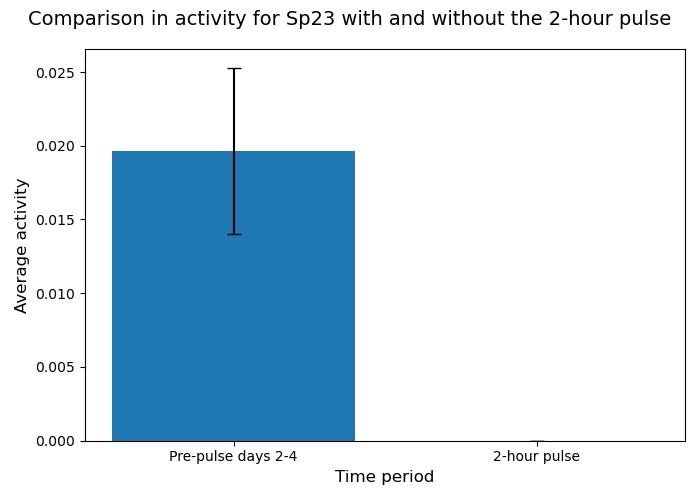 Comparison in activity for Sp23 with and without the 2-hour pulse
0.025
0.020
0.015
0.010
0.005
0.000
Average activity
Pre-pulse days 2-4
2-hour pulse
Time period